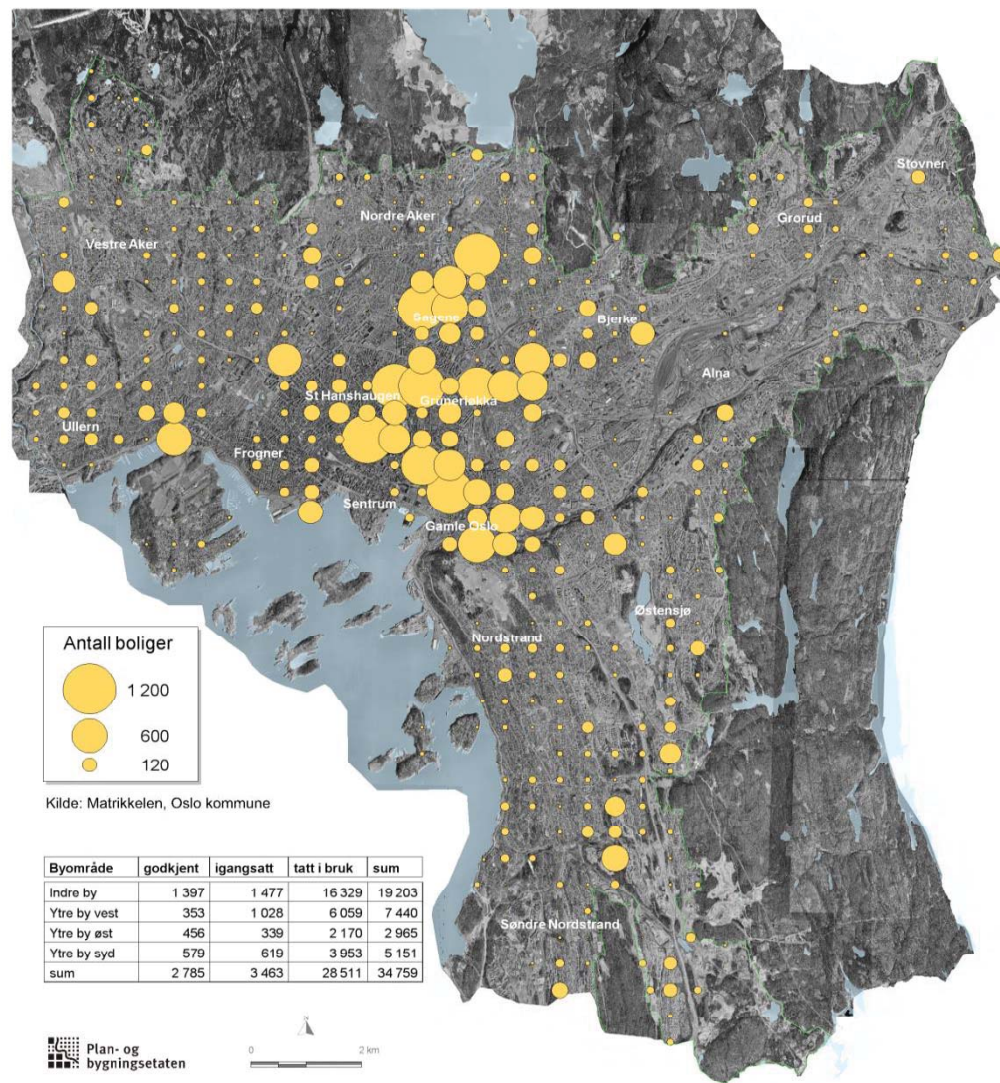 Stovner
Nordre Aker
Grorud
Vestre Aker
Sagene
Bjerke
Alna
St Hanshaugen
Grünerløkka
Ullern
Frogner
Sentrum
Gamle Oslo
Østensjø
Nordstrand
Antall boliger
1 200
600
120
Kilde: Matrikkelen, Oslo kommune
Byområde godkjent igangsatt tatt i bruk sum
Indre by 1 397 1 477 16 329 19 203
Ytre by vest 353 1 028 6 059 7 440
Ytre by øst 456 339 2 170 2 965
Ytre by syd 579 619 3 953 5 151
sum 2 785 3 463 28 511 34 759
Søndre Nordstrand
Plan- og
bygningsetaten
0 2 km